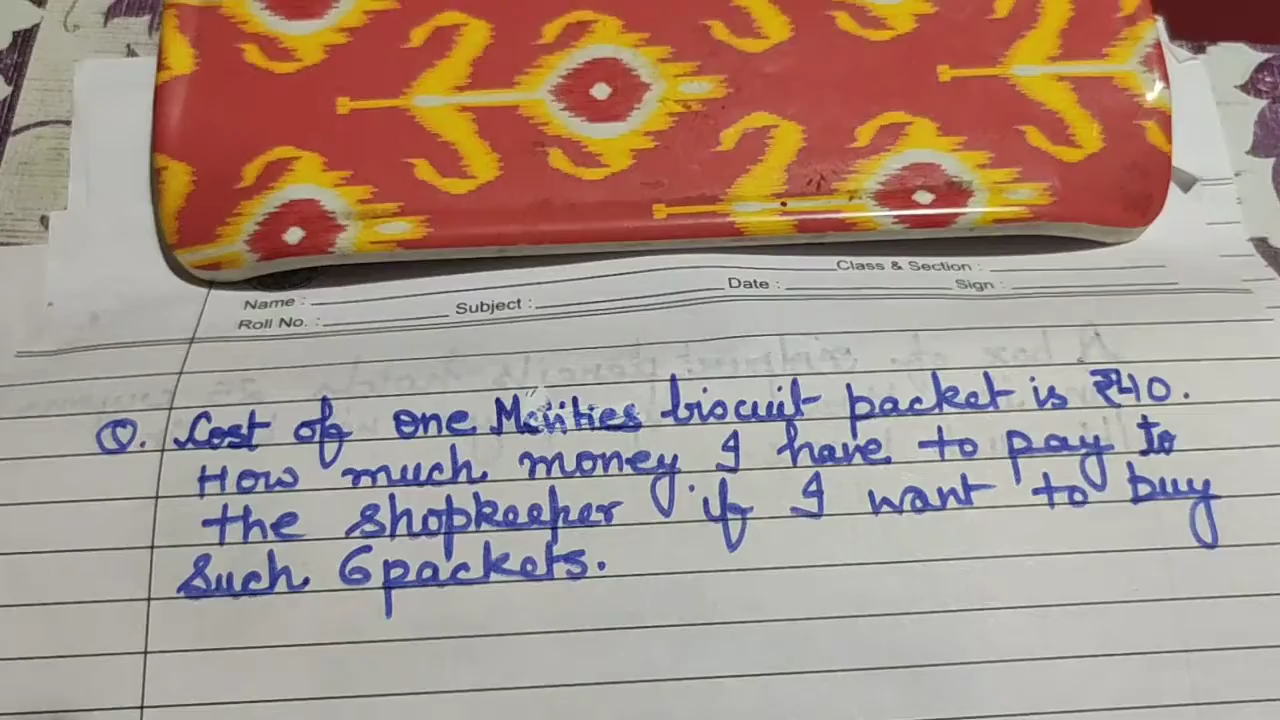 Class & Section :
Name : Subject : Date : Sign :
Roll No. :
Q. Cost of one Mcvities biscuit packet is ₹40.
How much money I have to pay to
the shopkeeper if I want to buy
such 6 packets.